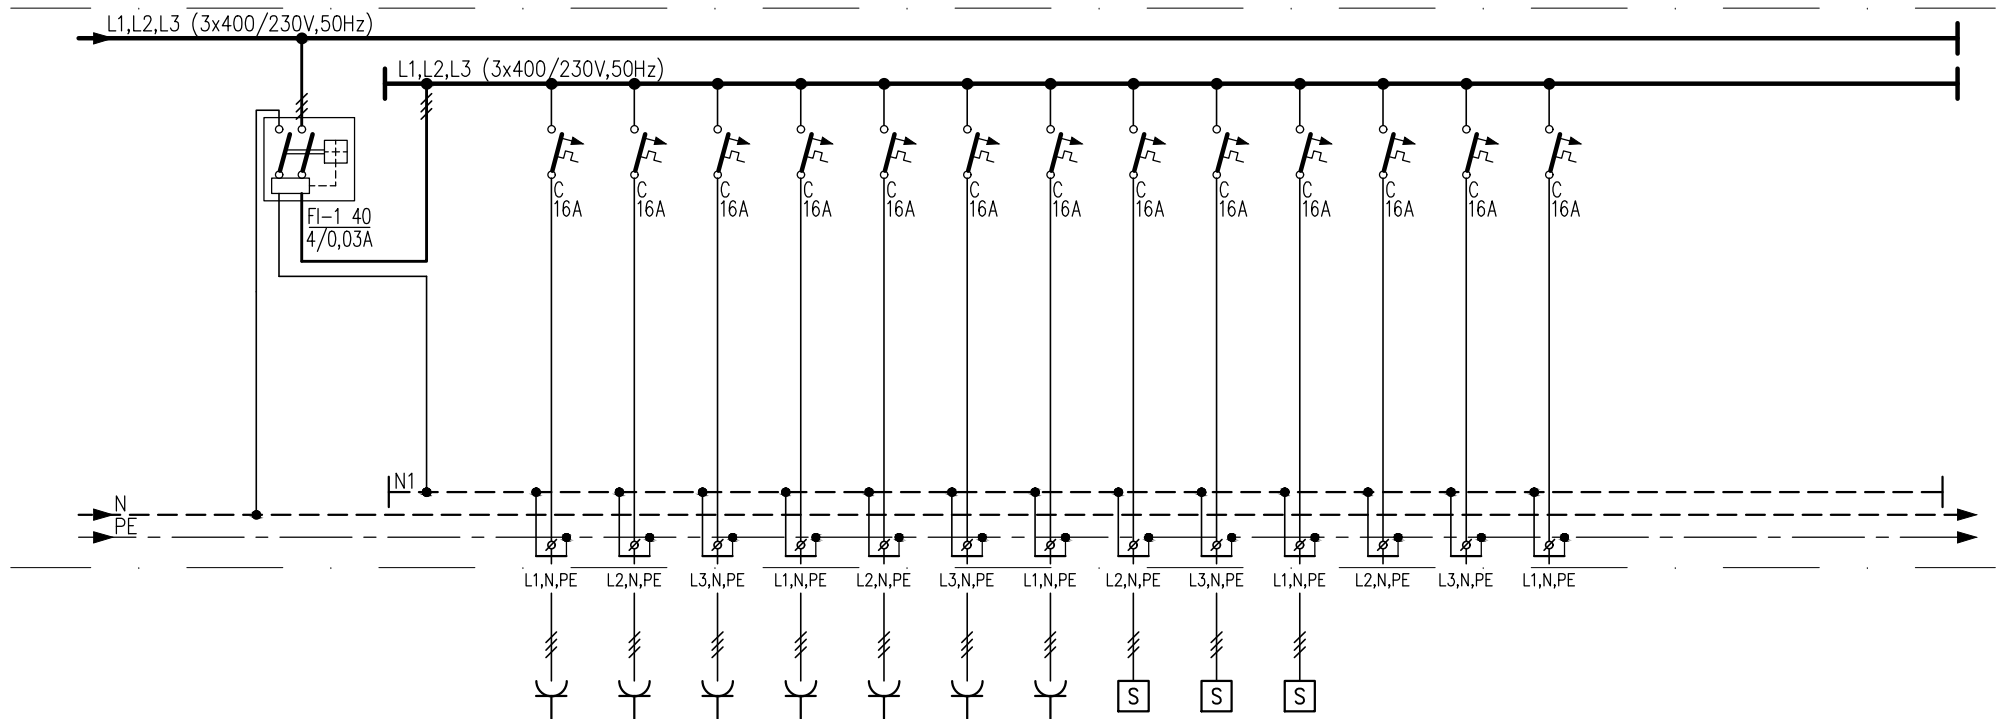 L1,L2,L3 (3x400/230V,50Hz)
L1,L2,L3 (3x400/230V,50Hz)
C C C C C C C C C C C C C
16A 16A 16A 16A 16A 16A 16A 16A 16A 16A 16A 16A 16A
FI-1 40
4/0,03A
N1
N
PE
L1,N,PE L2,N,PE L3,N,PE L1,N,PE L2,N,PE L3,N,PE L1,N,PE L2,N,PE L3,N,PE L1,N,PE L2,N,PE L3,N,PE L1,N,PE
S S S